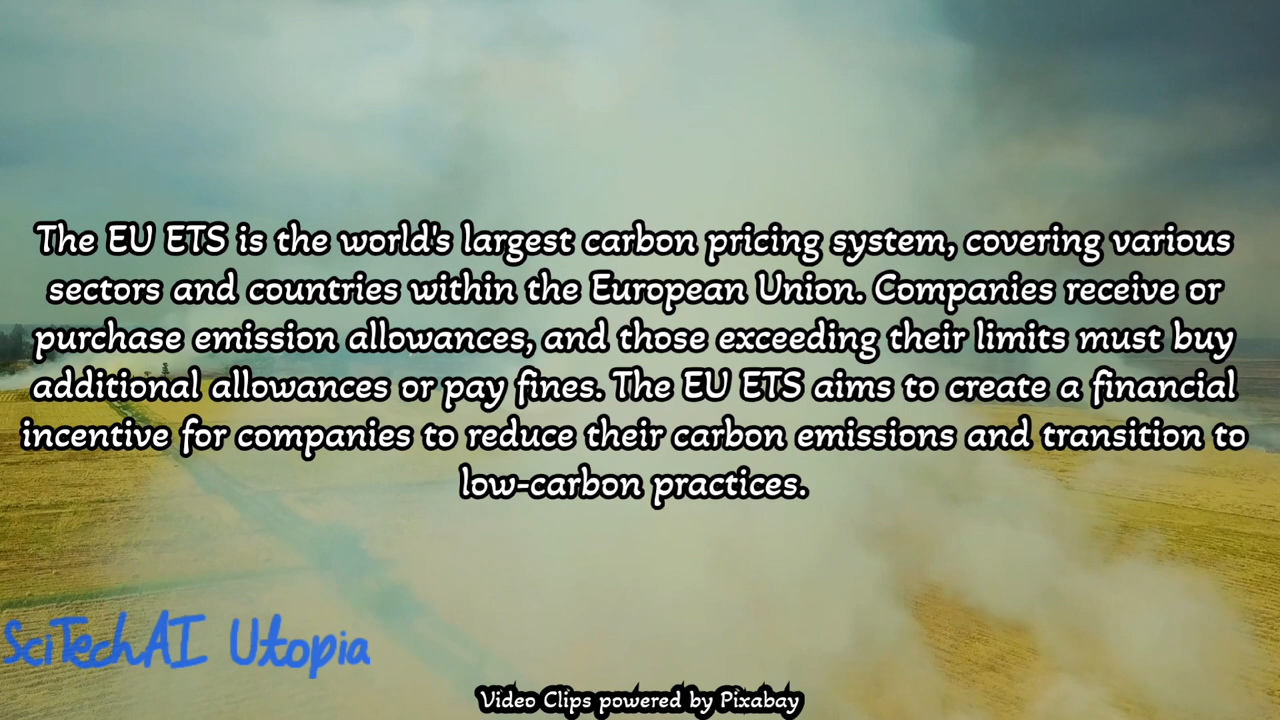 The EU ETS is the world's largest carbon pricing system, covering various
sectors and countries within the European Union. Companies receive or
purchase emission allowances, and those exceeding their limits must buy
additional allowances or pay fines. The EU ETS aims to create a financial
incentive for companies to reduce their carbon emissions and transition to
low-carbon practices.
SciTechAI Utopia
Video Clips powered by Pixabay